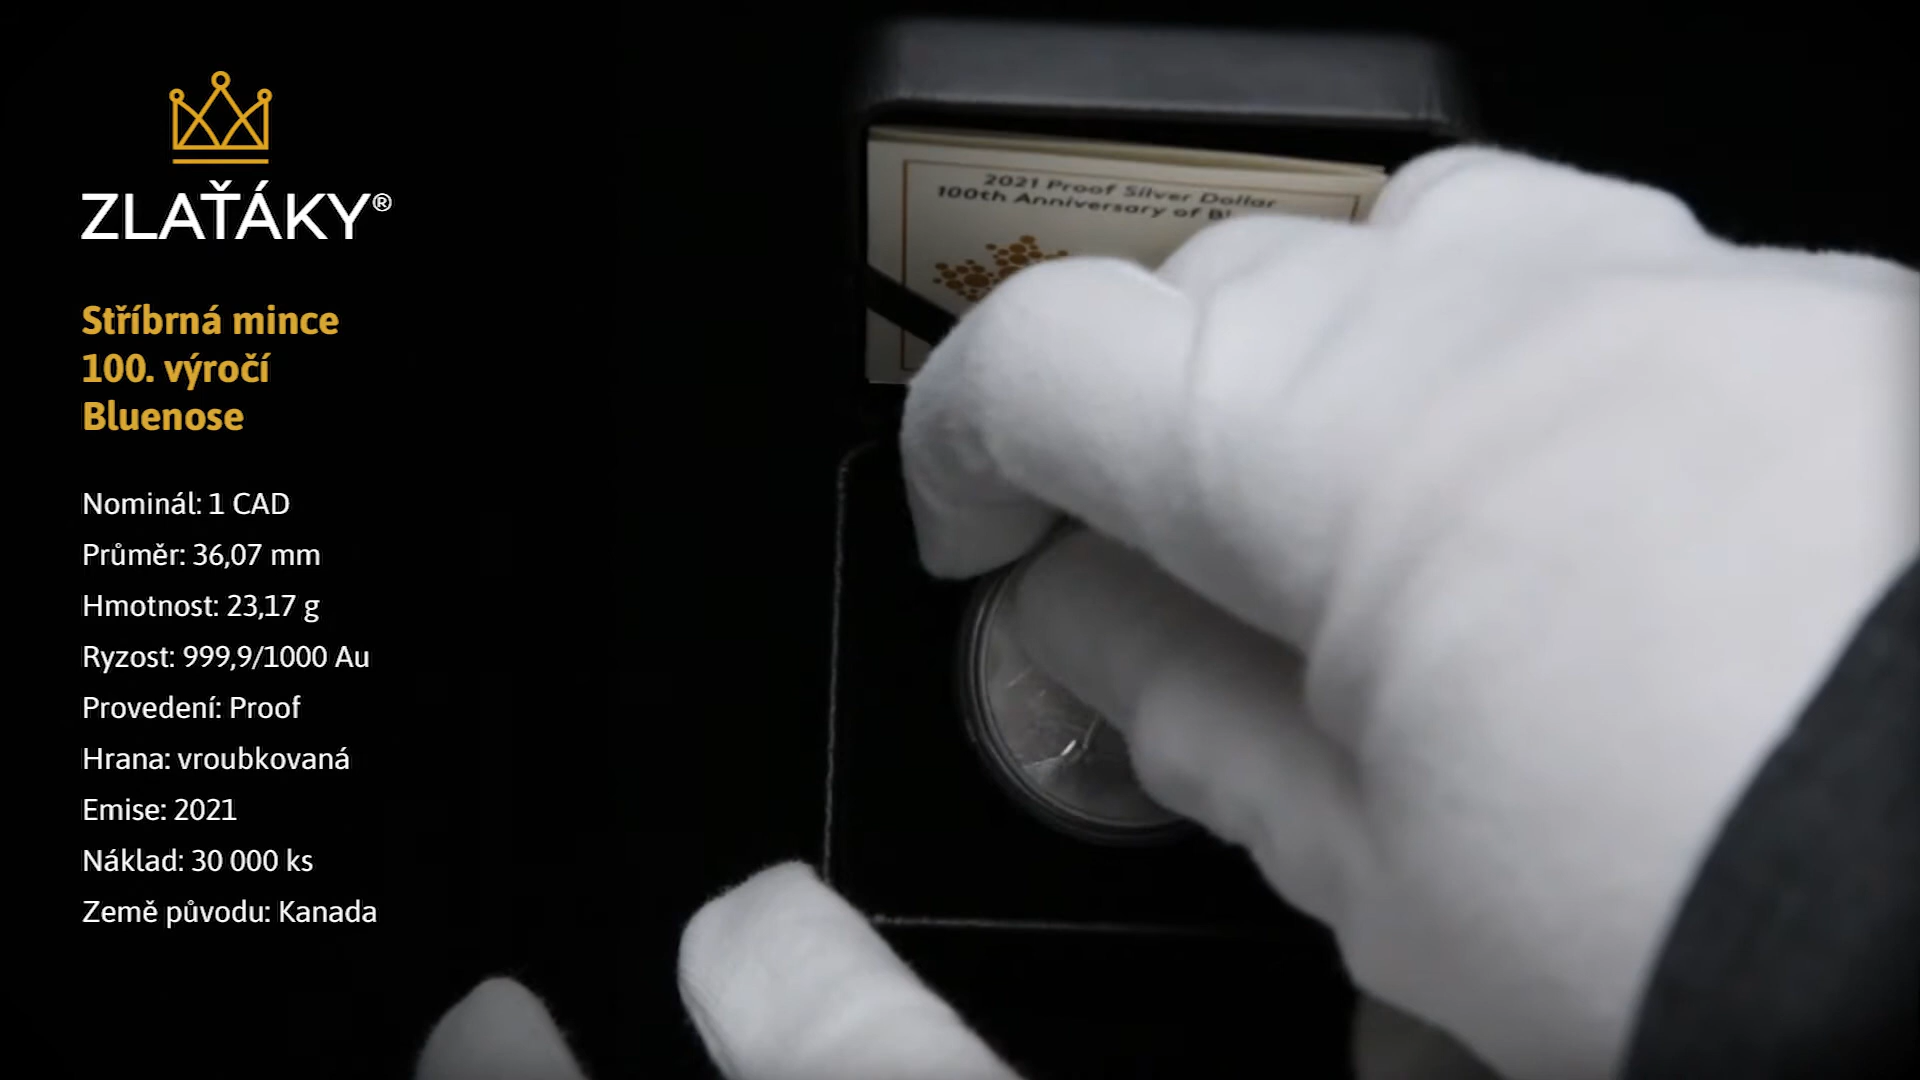 ZLAŤÁKY®
Stříbrná mince
100. výročí
Bluenose
Nominál: 1 CAD
Průměr: 36,07 mm
Hmotnost: 23,17 g
Ryzost: 999,9/1000 Au
Provedení: Proof
Hrana: vroubkovaná
Emise: 2021
Náklad: 30 000 ks
Země původu: Kanada
2021 Proof Silver Dollar
100th Anniversary of